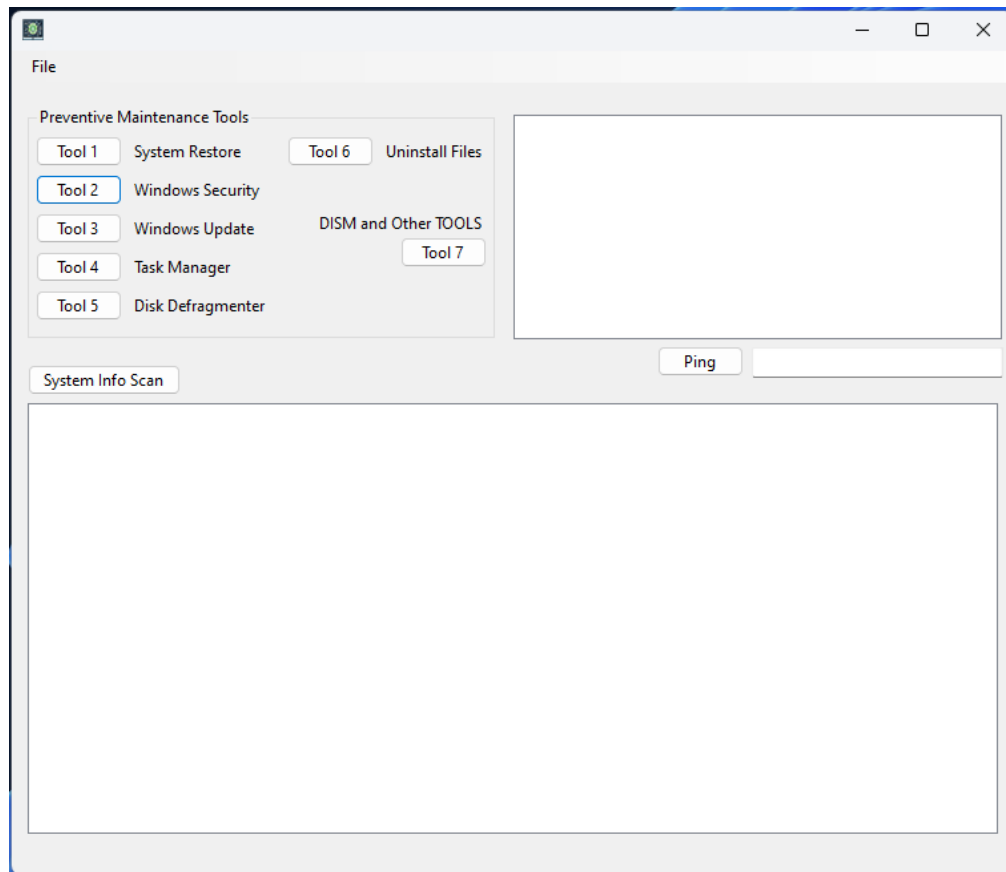 File
Preventive Maintenance Tools
Tool 1 System Restore Tool 6 Uninstall Files
Tool 2 Windows Security
DISM and Other TOOLS
Tool 3 Windows Update
Tool 7
Tool 4 Task Manager
Tool 5 Disk Defragmenter
Ping
System Info Scan